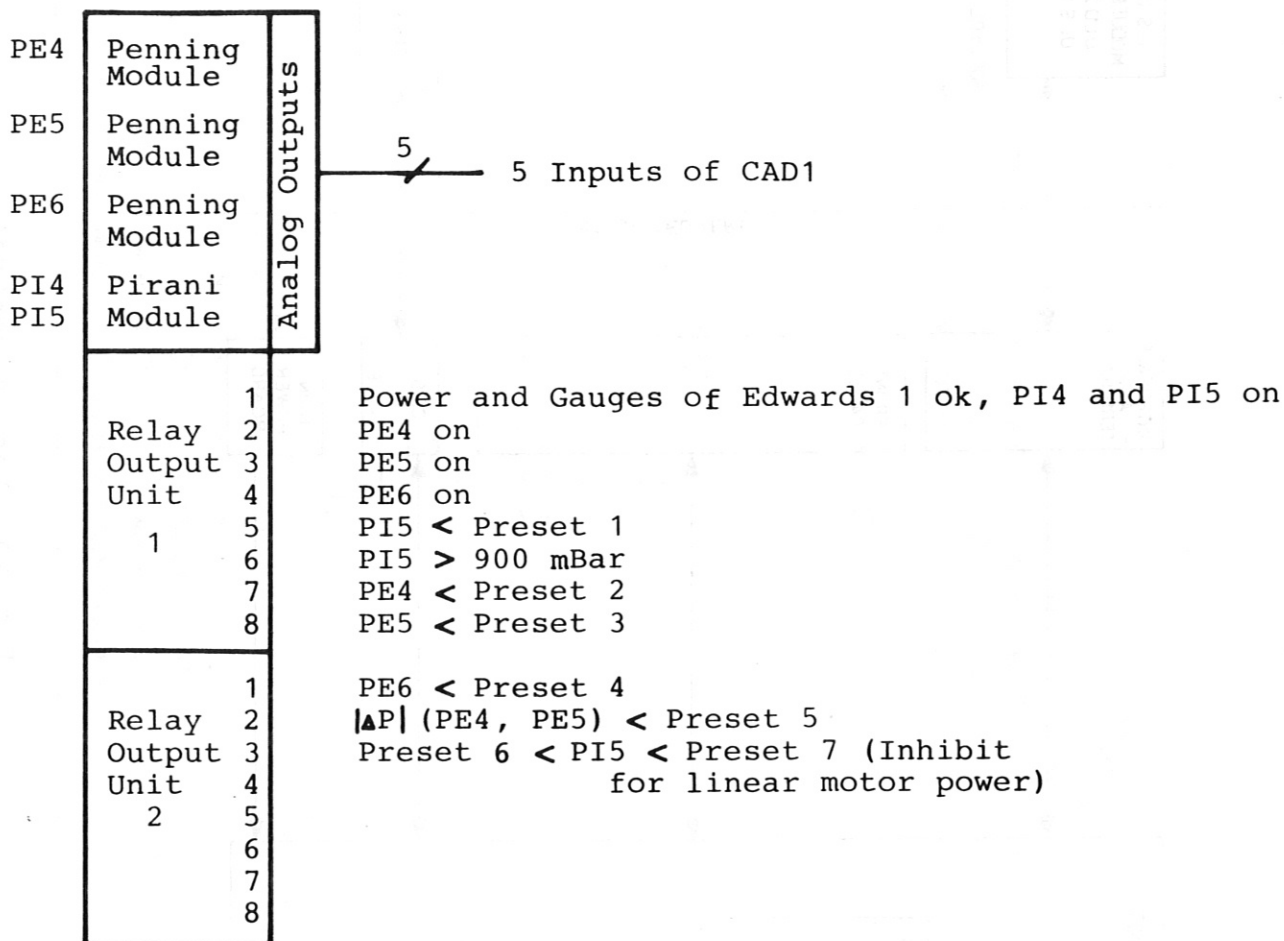 PE4 Penning
Module
PE5 Penning
Module
PE6 Penning
Module
PI4 Pirani
PI5 Module
Analog Outputs
5
5 Inputs of CAD1
1 Power and Gauges of Edwards 1 ok, PI4 and PI5 on
Relay 2 PE4 on
Output 3 PE5 on
Unit 4 PE6 on
5 PI5 < Preset 1
1
6 PI5 > 900 mBar
7 PE4 < Preset 2
8 PE5 < Preset 3
1 PE6 < Preset 4
Relay 2 |ΔP| (PE4, PE5) < Preset 5
Output 3 Preset 6 < PI5 < Preset 7 (Inhibit
Unit 4 for linear motor power)
2 5
6
7
8